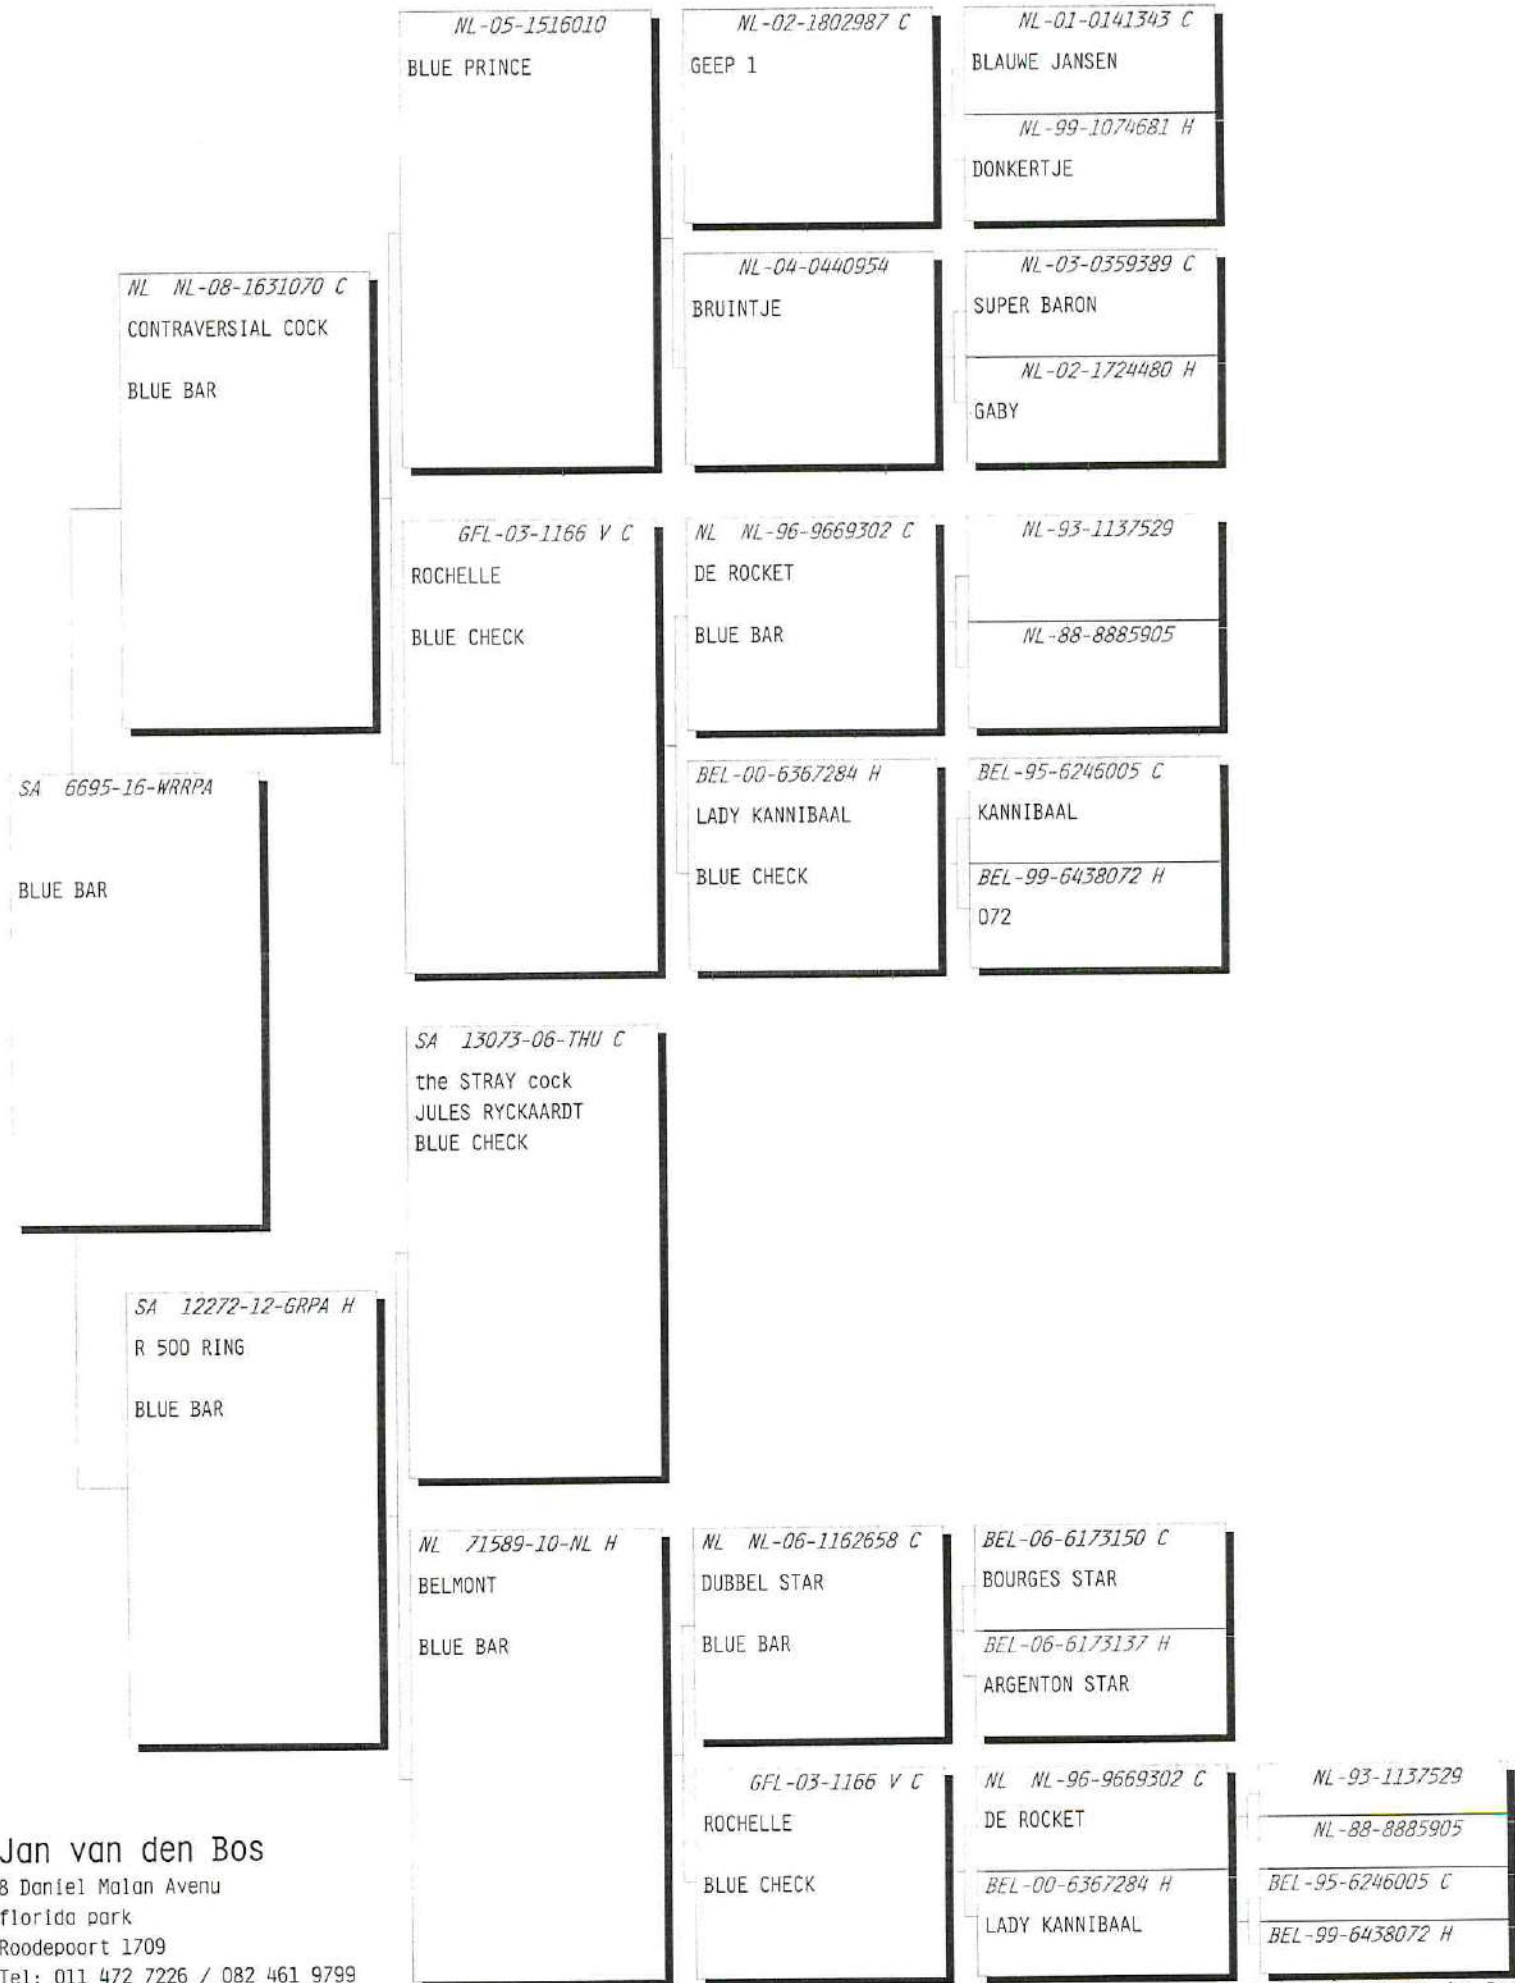 SA 6695-16-WRRPA
BLUE BAR
NL NL-08-1631070 C
CONTRAVERSIAL COCK
BLUE BAR
SA 12272-12-GRPA H
R 500 RING
BLUE BAR
NL-05-1516010
BLUE PRINCE
GFL-03-1166 V C
ROCHELLE
BLUE CHECK
SA 13073-06-THU C
the STRAY cock
JULES RYCKAARDT
BLUE CHECK
NL 71589-10-NL H
BELMONT
BLUE BAR
NL-02-1802987 C
GEEP 1
NL-04-0440954
BRUINTJE
NL NL-96-9669302 C
DE ROCKET
BLUE BAR
BEL-00-6367284 H
LADY KANNIBAAL
BLUE CHECK
NL NL-06-1162658 C
DUBBEL STAR
BLUE BAR
GFL-03-1166 V C
ROCHELLE
BLUE CHECK
NL-01-0141343 C
BLAUWE JANSEN
NL-99-1074681 H
DONKERTJE
NL-03-0359389 C
SUPER BARON
NL-02-1724480 H
GABY
NL-93-1137529
NL-88-8885905
BEL-95-6246005 C
KANNIBAAL
BEL-99-6438072 H
072
BEL-06-6173150 C
BOURGES STAR
BEL-06-6173137 H
ARGENTON STAR
NL NL-96-9669302 C
DE ROCKET
BEL-00-6367284 H
LADY KANNIBAAL
NL-93-1137529
NL-88-8885905
BEL-95-6246005 C
BEL-99-6438072 H
Jan van den Bos
8 Daniel Malan Avenu
florida park
Roodepoort 1709
Tel: 011 472 7226 / 082 461 9799